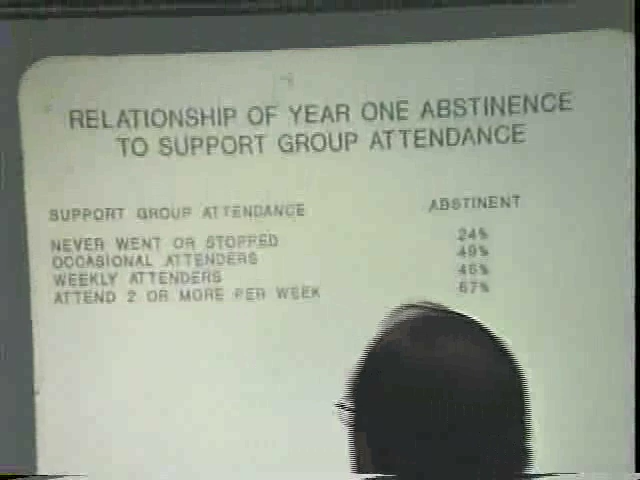 RELATIONSHIP OF YEAR ONE ABSTINENCE
TO SUPPORT GROUP ATTENDANCE
SUPPORT GROUP ATTENDANCE ABSTINENT
NEVER WENT OR STOPPED 24%
OCCASIONAL ATTENDERS 49%
WEEKLY ATTENDERS 46%
ATTEND 2 OR MORE PER WEEK 67%